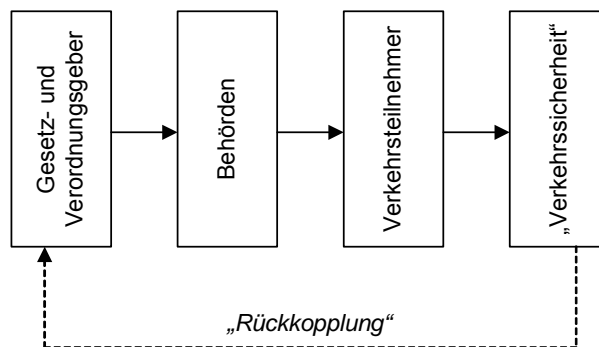 Gesetz- und
Verordnungsgeber
Behörden
Verkehrsteilnehmer
„Verkehrssicherheit“
„Rückkopplung“